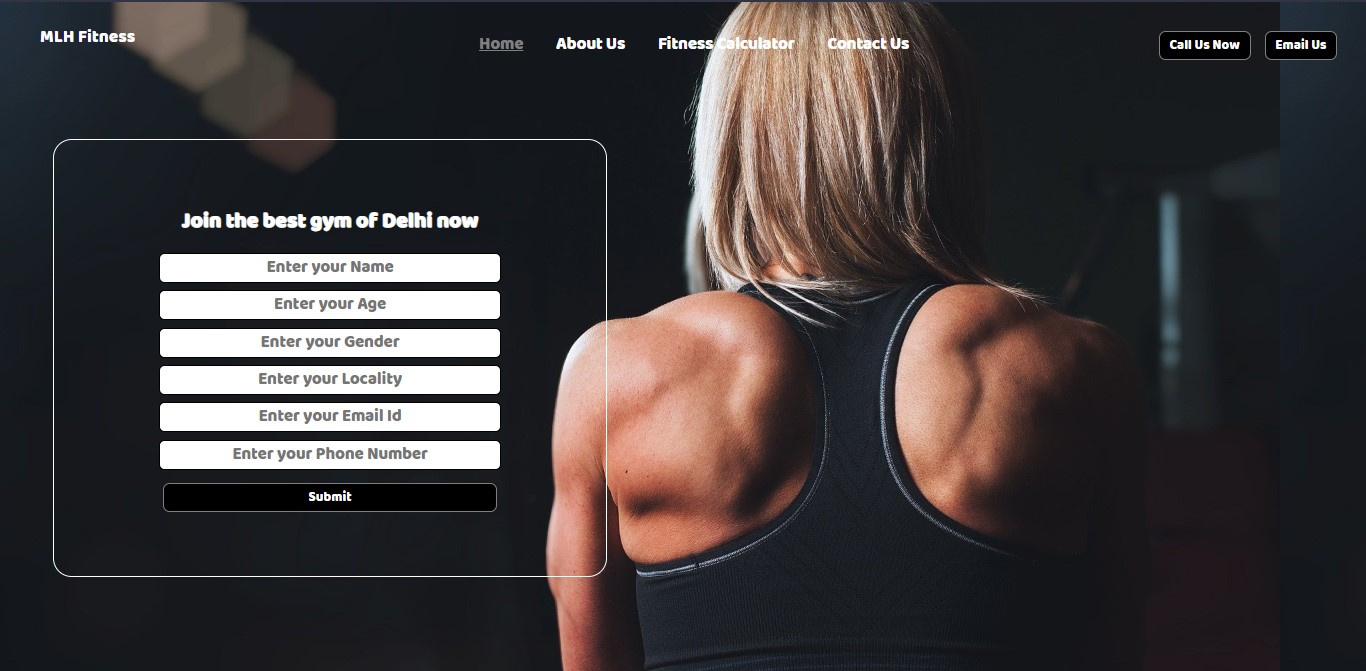 MLH Fitness
Home About Us Fitness Calculator Contact Us
Call Us Now Email Us
Join the best gym of Delhi now
Enter your Name
Enter your Age
Enter your Gender
Enter your Locality
Enter your Email Id
Enter your Phone Number
Submit